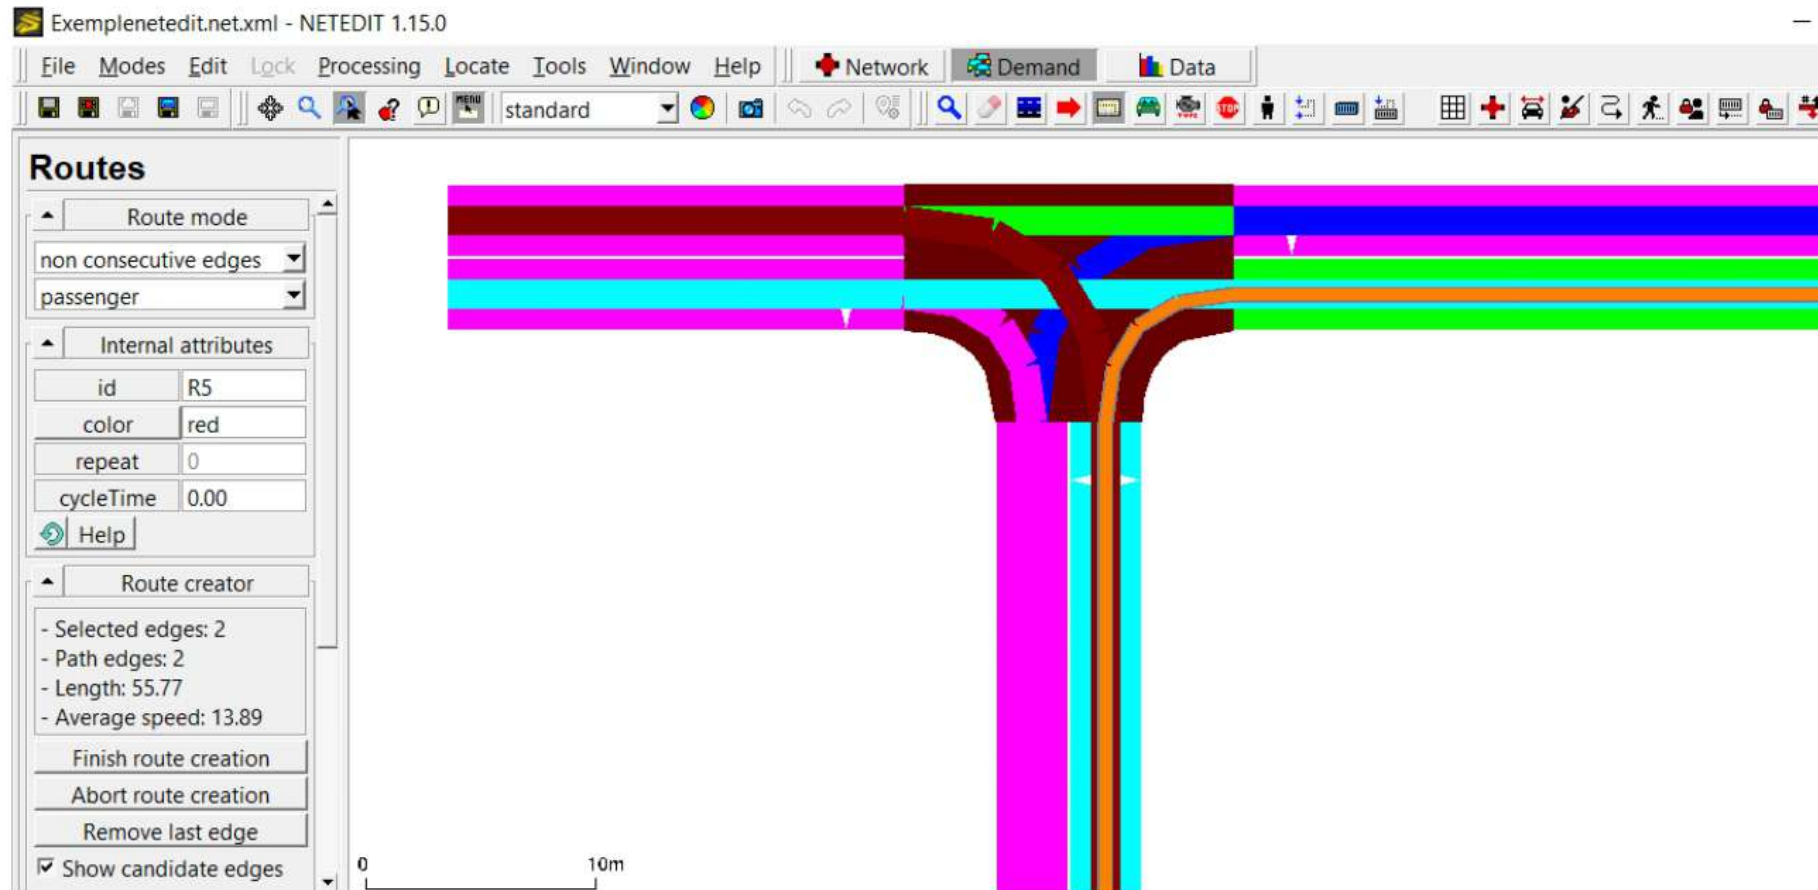 Exemplenetedit.net.xml - NETEDIT 1.15.0
File Modes Edit Lock Processing Locate Tools Window Help Network Demand Data
MENU standard TYPE STOP
Routes
Route mode
non consecutive edges
passenger
Internal attributes
id R5
color red
repeat 0
cycleTime 0.00
Help
Route creator
- Selected edges: 2
- Path edges: 2
- Length: 55.77
- Average speed: 13.89
Finish route creation
Abort route creation
Remove last edge
Show candidate edges
0 10m